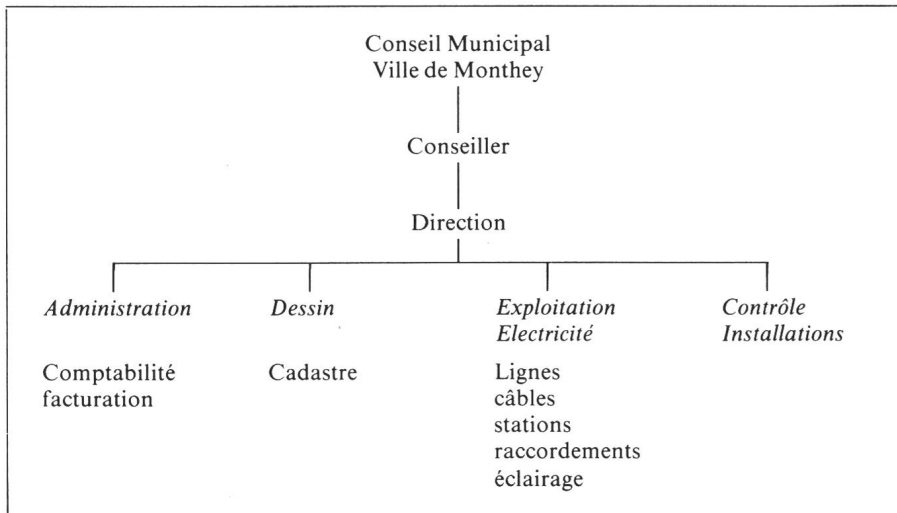 Conseil Municipal
Ville de Monthey
Conseiller
Direction
Administration
Comptabilité
facturation
Dessin
Cadastre
Exploitation
Electricité
Lignes
câbles
stations
raccordements
éclairage
Contrôle
Installations